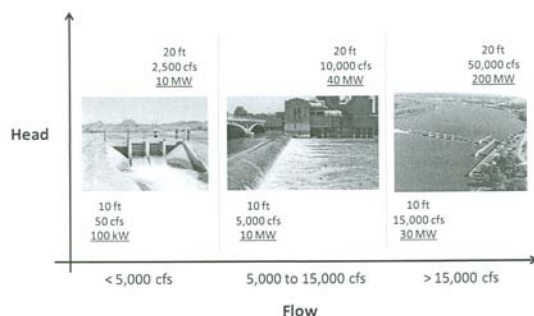 20 ft
2,500 cfs
10 MW
20 ft
10,000 cfs
40 MW
20 ft
50,000 cfs
200 MW
Head
10 ft
50 cfs
100 kW
10 ft
5,000 cfs
10 MW
10 ft
15,000 cfs
30 MW
< 5,000 cfs
5,000 to 15,000 cfs
> 15,000 cfs
Flow